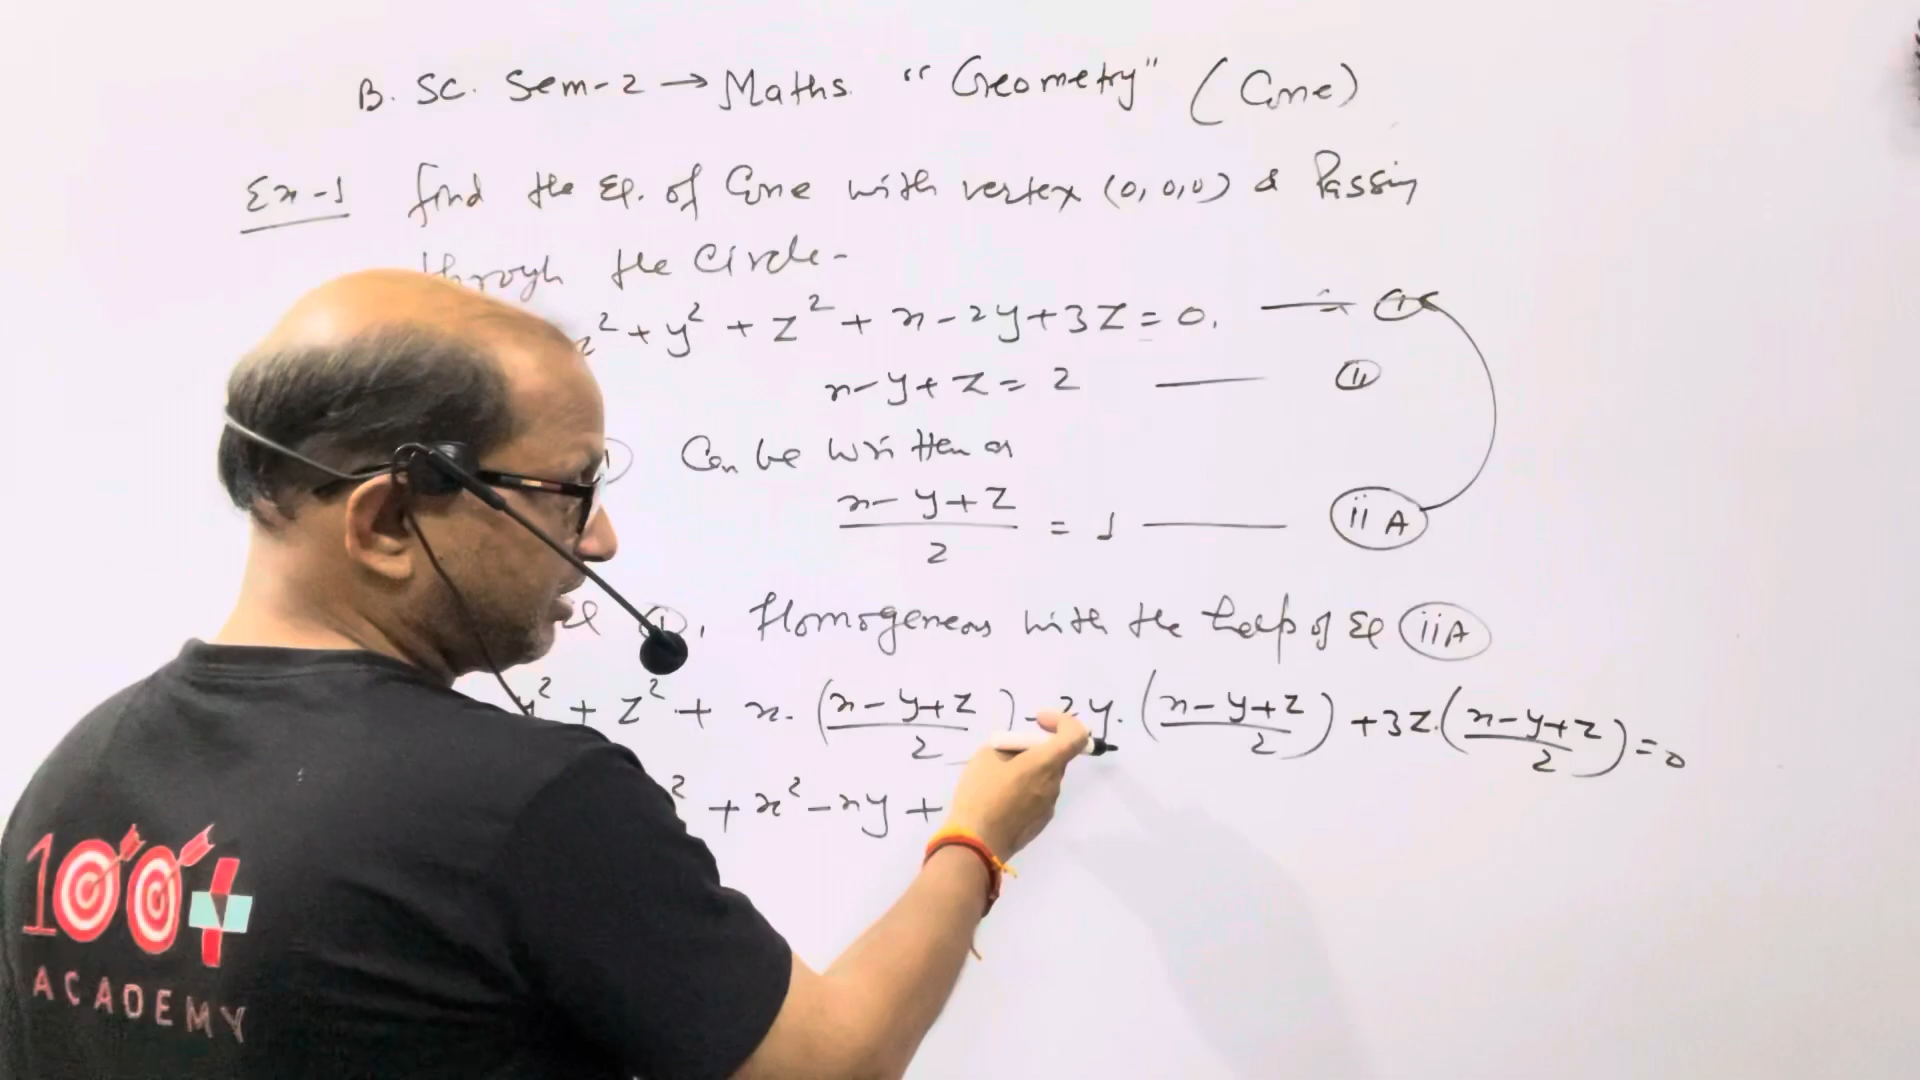 B. SC. Sem-2 → Maths. "Geometry" (Cone)
Ex-1 find the Eq. of Cone with vertex (0,0,0) & Passing
through the Circle-
x² + y² + z² + x - 2y + 3z = 0. — (i)
x - y + z = 2 — (ii)
Can be written as
(x - y + z)/2 = 1 — (ii A)
Homogeneous with the help of Eq (iiA)
y² + z² + x.((x - y + z)/2) - 2y.((x - y + z)/2) + 3z.((x - y + z)/2) = 0
² + x² - xy +
100+
ACADEMY